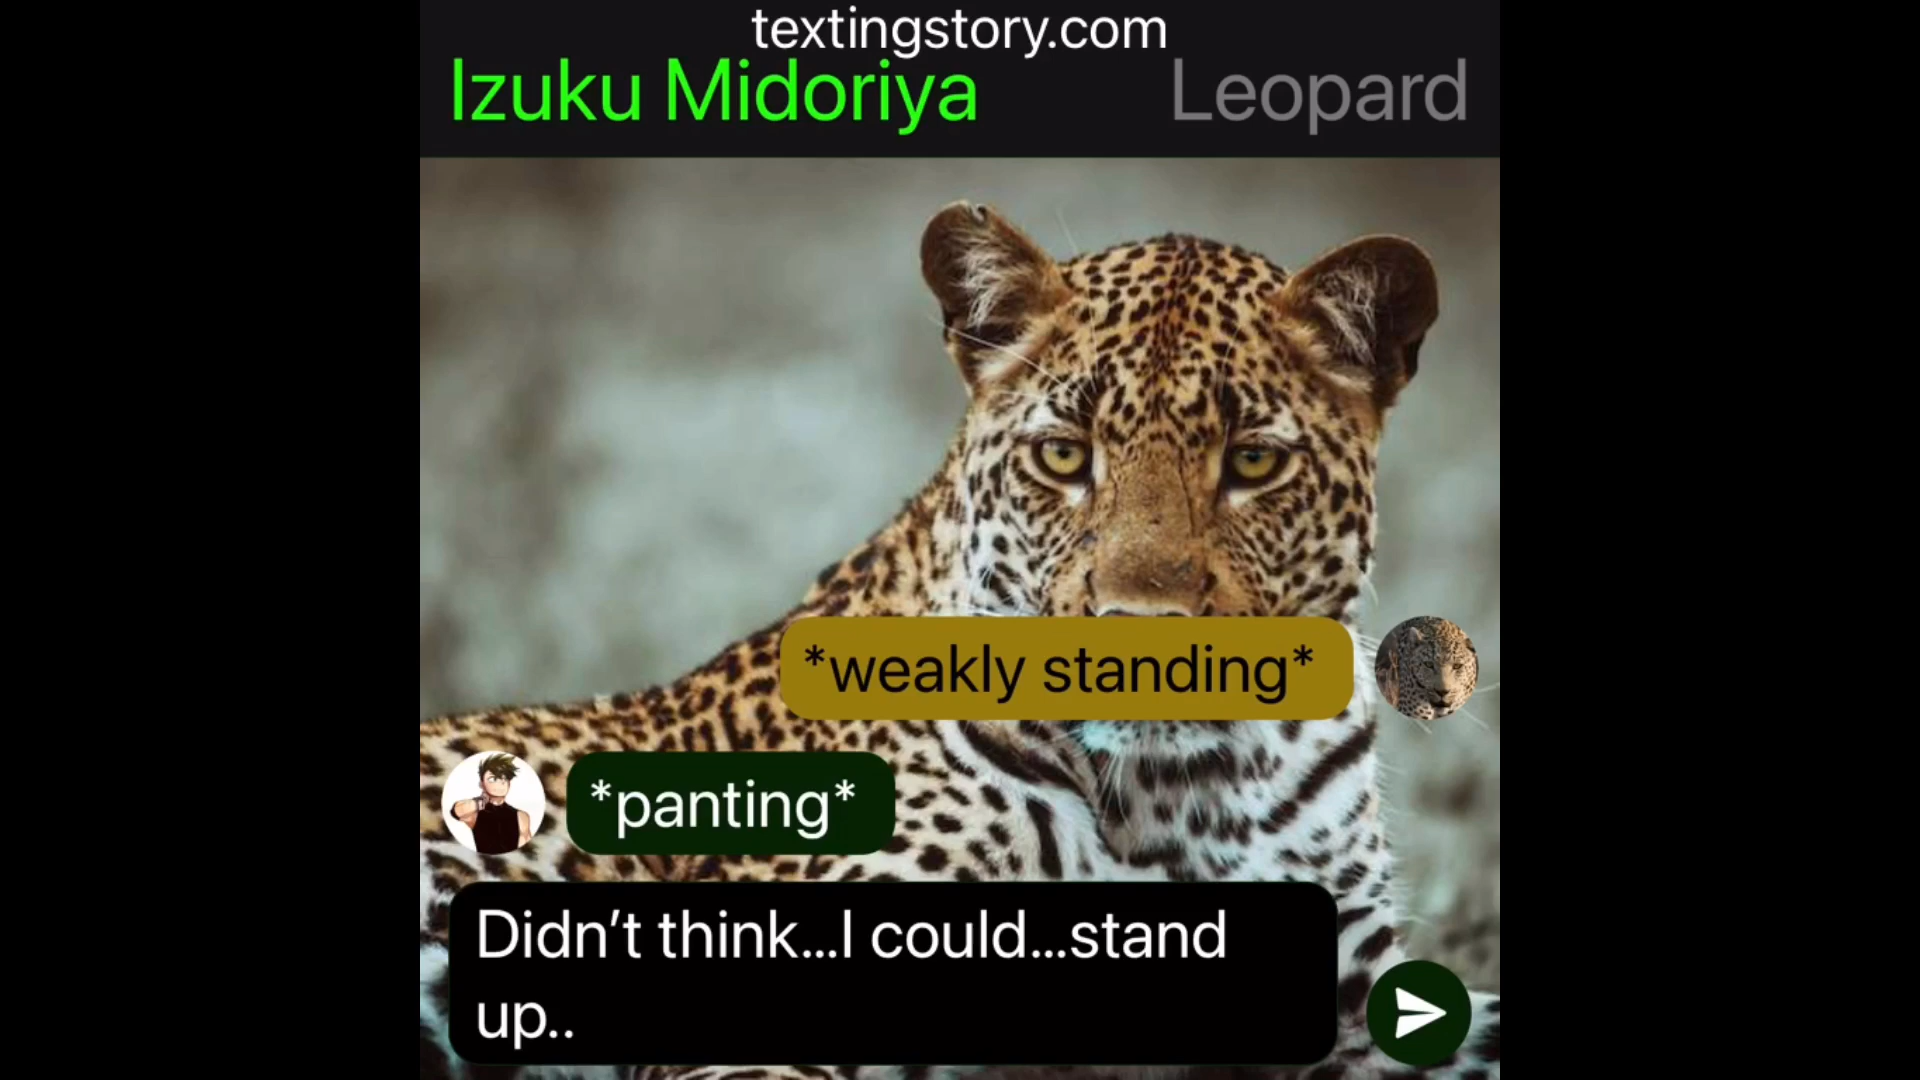 textingstory.com
Izuku Midoriya
Leopard
*weakly standing*
*panting*
Didn’t think…I could…stand
up..